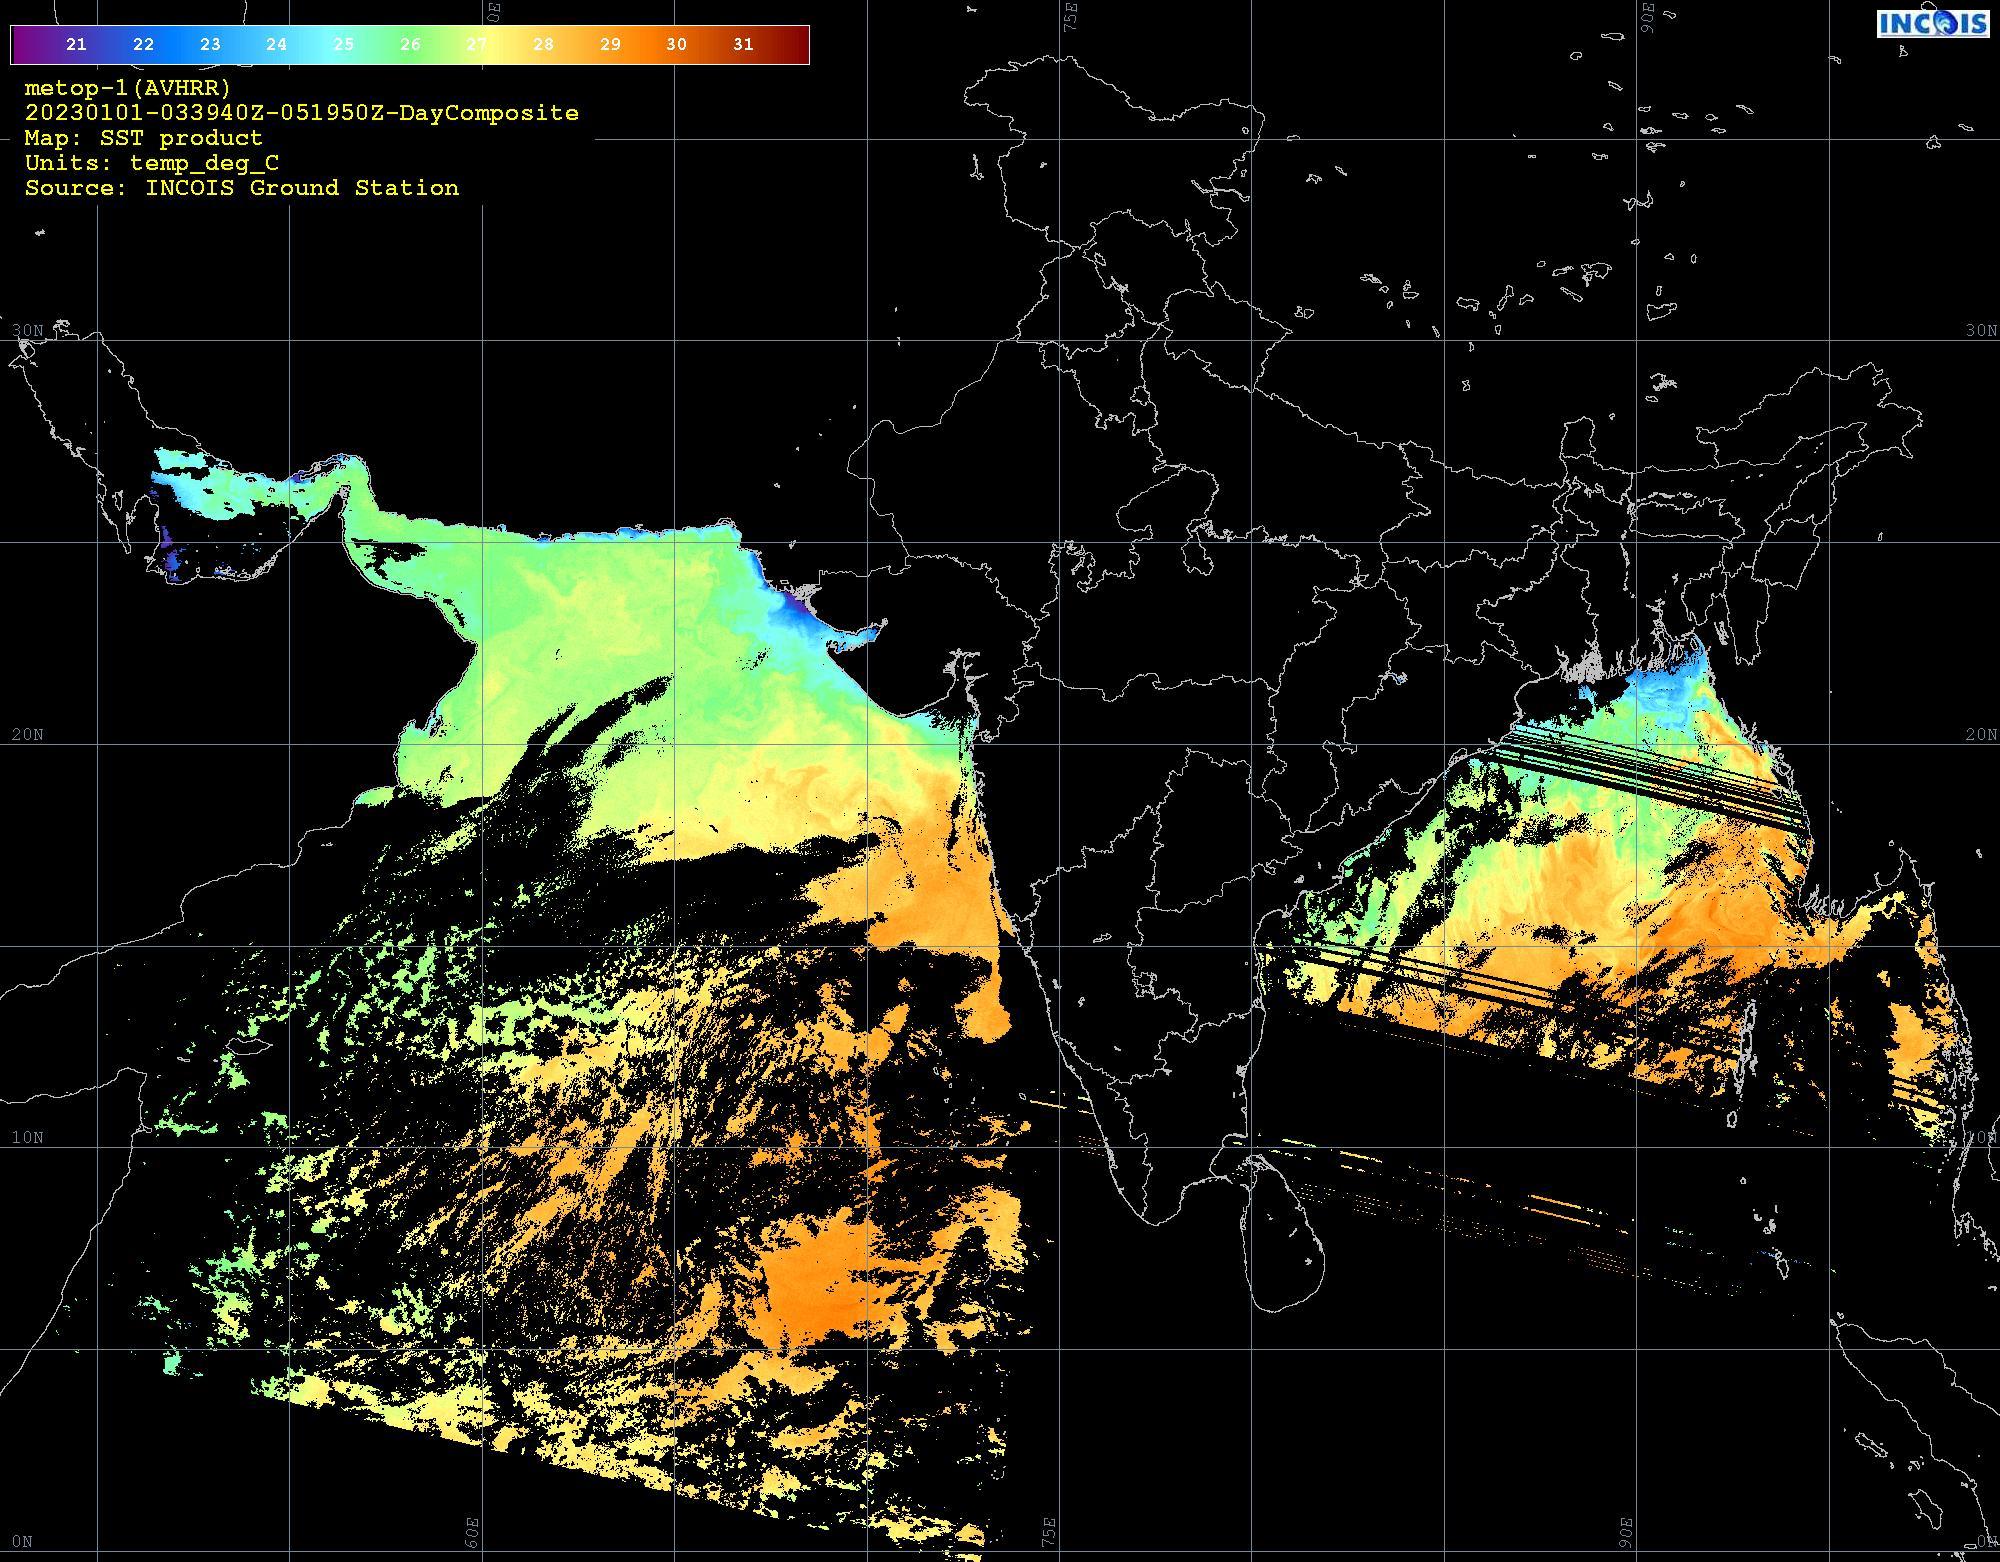 21 22 23 24 25 26 27 28 29 30 31
INCOIS
metop-1(AVHRR)
20230101-033940Z-051950Z-DayComposite
Map: SST product
Units: temp_deg_C
Source: INCOIS Ground Station
75E
90E
30N
30N
20N
20N
10N
10N
60E
75E
90E
0N
0N